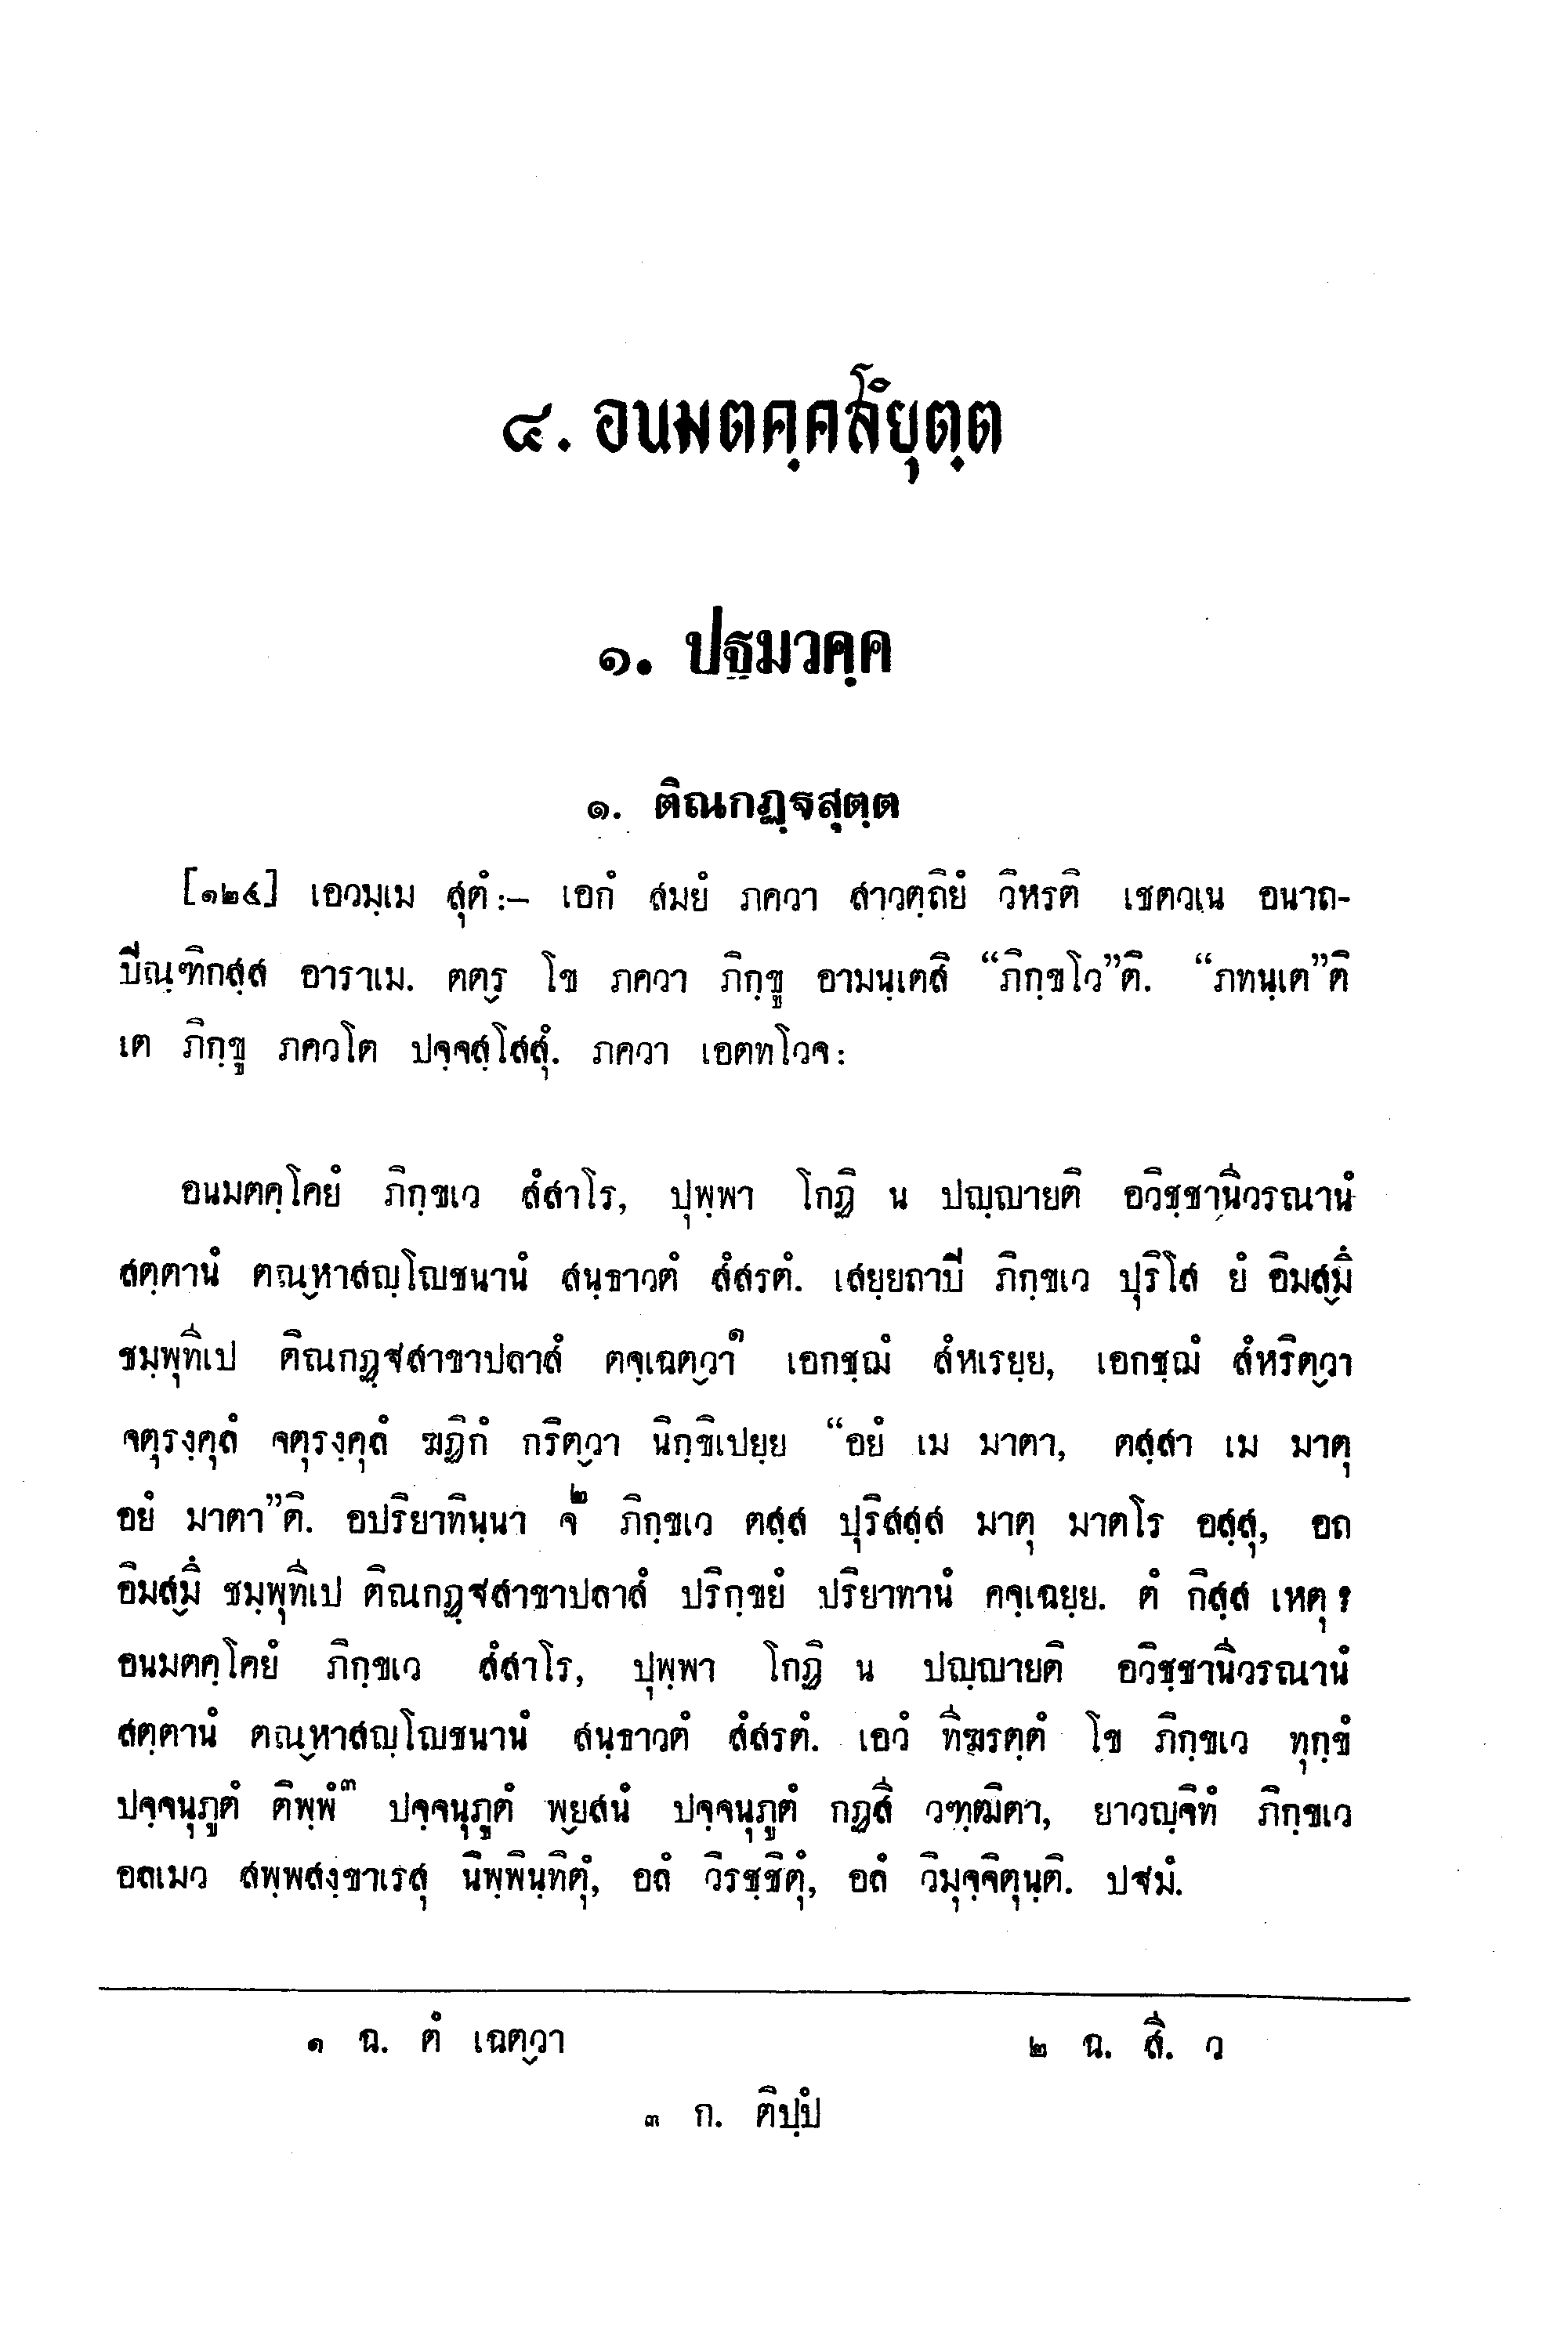 ๔. อนมตคฺคสํยุตฺต
๑. ปฐมวคฺค
๑. ติณกฏฺฐสุตฺต
[๑๒๔] เอวมฺเม สุตํ:– เอกํ สมยํ ภควา สาวตฺถิยํ วิหรติ เชตวเน อนาถ-
ปิณฺฑิกสฺส อาราเม. ตตฺร โข ภควา ภิกฺขู อามนฺเตสิ “ภิกฺขโว”ติ. “ภทนฺเต”ติ
เต ภิกฺขู ภควโต ปจฺจสฺโสสุํ. ภควา เอตทโวจ:
อนมตคฺโคยํ ภิกฺขเว สํสาโร, ปุพฺพา โกฏิ น ปญฺญายติ อวิชฺชานีวรณานํ
สตฺตานํ ตณฺหาสญฺโญชนานํ สนฺธาวตํ สํสรตํ. เสยฺยถาปิ ภิกฺขเว ปุริโส ยํ อิมสฺมึ
ชมฺพุทีเป ติณกฏฺฐสาขาปลาสํ ตจฺเฉตฺวา๑ เอกชฺฌํ สํหเรยฺย, เอกชฺฌํ สํหริตฺวา
จตุรงฺคุลํ จตุรงฺคุลํ ฆฏิกํ กริตฺวา นิกฺขิเปยฺย “อยํ เม มาตา, ตสฺสา เม มาตุ
อยํ มาตา”ติ. อปริยาทินฺนา จ๒ ภิกฺขเว ตสฺส ปุริสสฺส มาตุ มาตโร อสฺสุ, อถ
อิมสฺมึ ชมฺพุทีเป ติณกฏฺฐสาขาปลาสํ ปริกฺขยํ ปริยาทานํ คจฺเฉยฺย. ตํ กิสฺส เหตุ ?
อนมตคฺโคยํ ภิกฺขเว สํสาโร, ปุพฺพา โกฏิ น ปญฺญายติ อวิชฺชานีวรณานํ
สตฺตานํ ตณฺหาสญฺโญชนานํ สนฺธาวตํ สํสรตํ. เอวํ ทีฆรตฺตํ โข ภิกฺขเว ทุกฺขํ
ปจฺจนุภูตํ ติพฺพํ๓ ปจฺจนุภูตํ พฺยสนํ ปจฺจนุภูตํ กฏสี วฑฺฒิตา, ยาวญฺจิทํ ภิกฺขเว
อลเมว สพฺพสงฺขาเรสุ นิพฺพินฺทิตุํ, อลํ วิรชฺชิตุํ, อลํ วิมุจฺจิตุนฺติ. ปฐมํ.
๑ ฉ. ตํ เฉตฺวา
๒ ฉ. สี. ว
๓ ก. ติปฺปํ